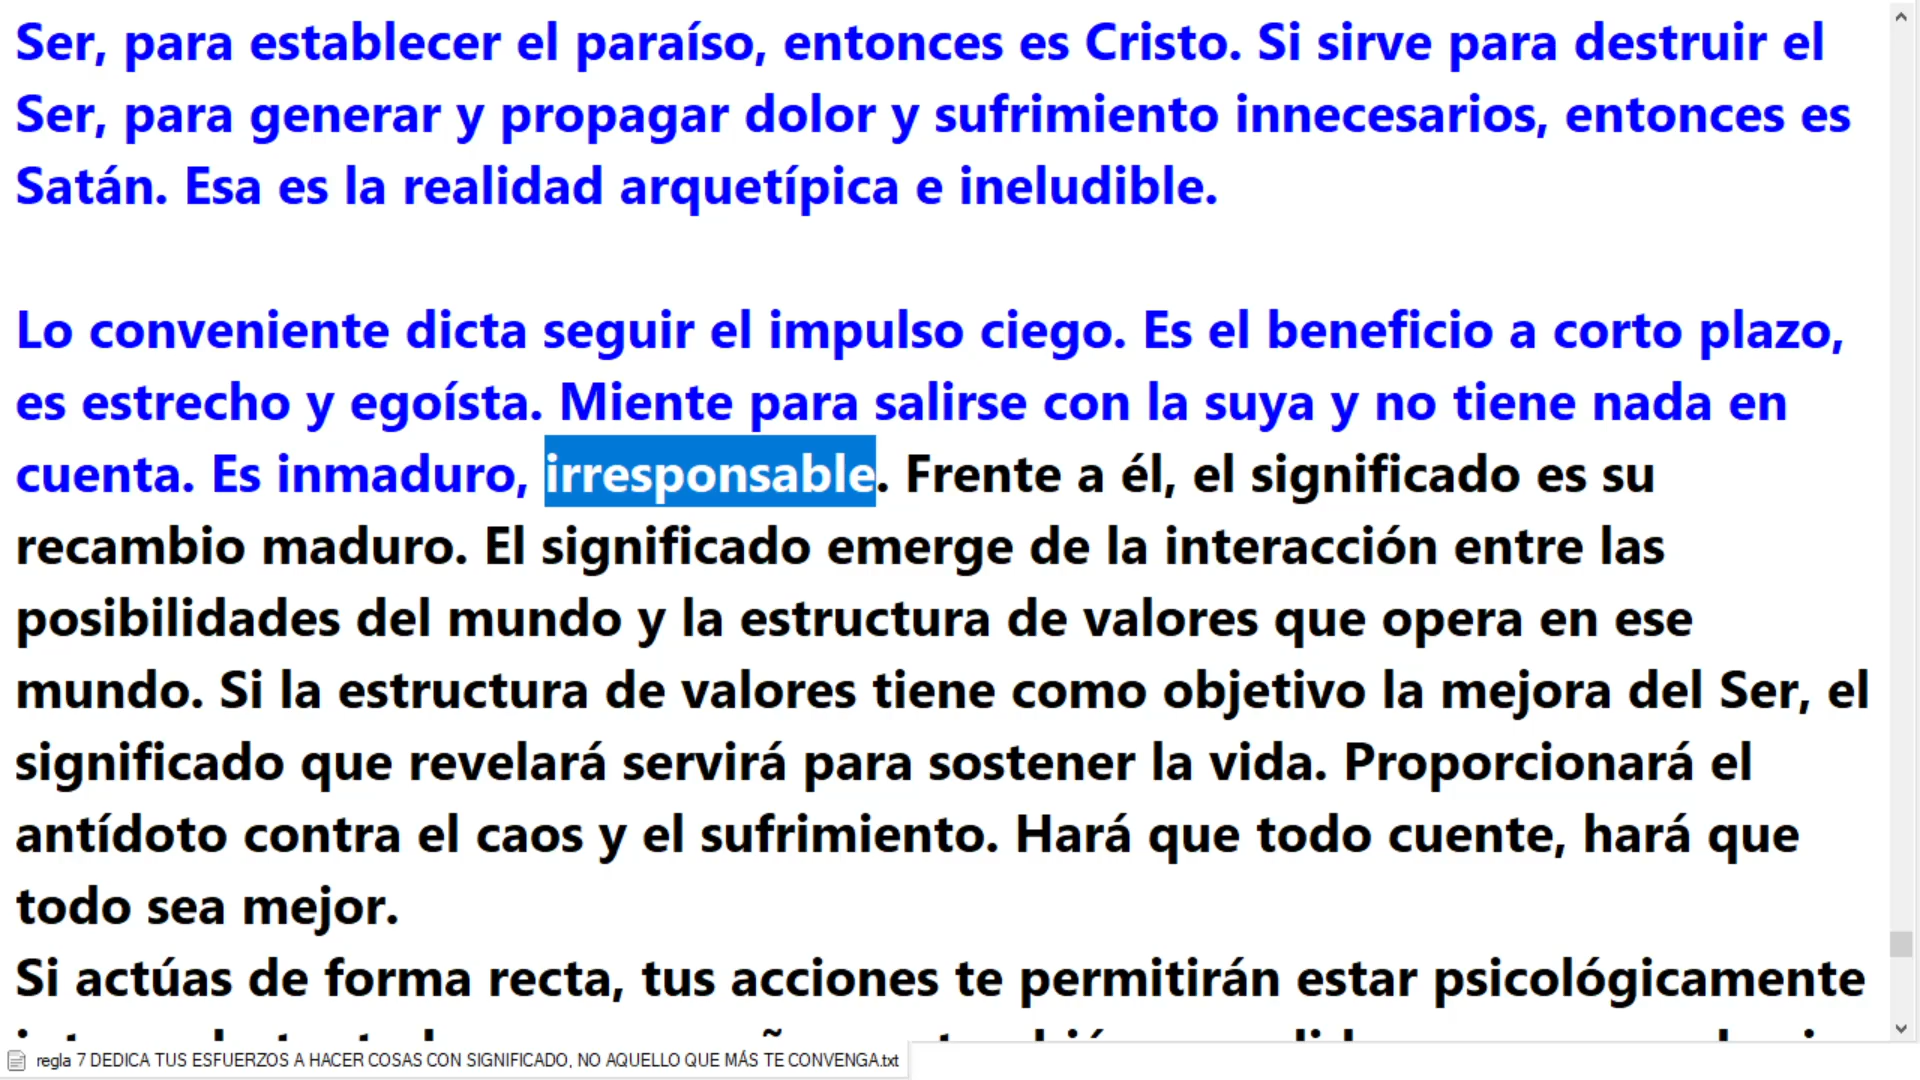 Ser, para establecer el paraíso, entonces es Cristo. Si sirve para destruir el
Ser, para generar y propagar dolor y sufrimiento innecesarios, entonces es
Satán. Esa es la realidad arquetípica e ineludible.
Lo conveniente dicta seguir el impulso ciego. Es el beneficio a corto plazo,
es estrecho y egoísta. Miente para salirse con la suya y no tiene nada en
cuenta. Es inmaduro, irresponsable. Frente a él, el significado es su
recambio maduro. El significado emerge de la interacción entre las
posibilidades del mundo y la estructura de valores que opera en ese
mundo. Si la estructura de valores tiene como objetivo la mejora del Ser, el
significado que revelará servirá para sostener la vida. Proporcionará el
antídoto contra el caos y el sufrimiento. Hará que todo cuente, hará que
todo sea mejor.
Si actúas de forma recta, tus acciones te permitirán estar psicológicamente
regla 7 DEDICA TUS ESFUERZOS A HACER COSAS CON SIGNIFICADO, NO AQUELLO QUE MÁS TE CONVENGA.txt